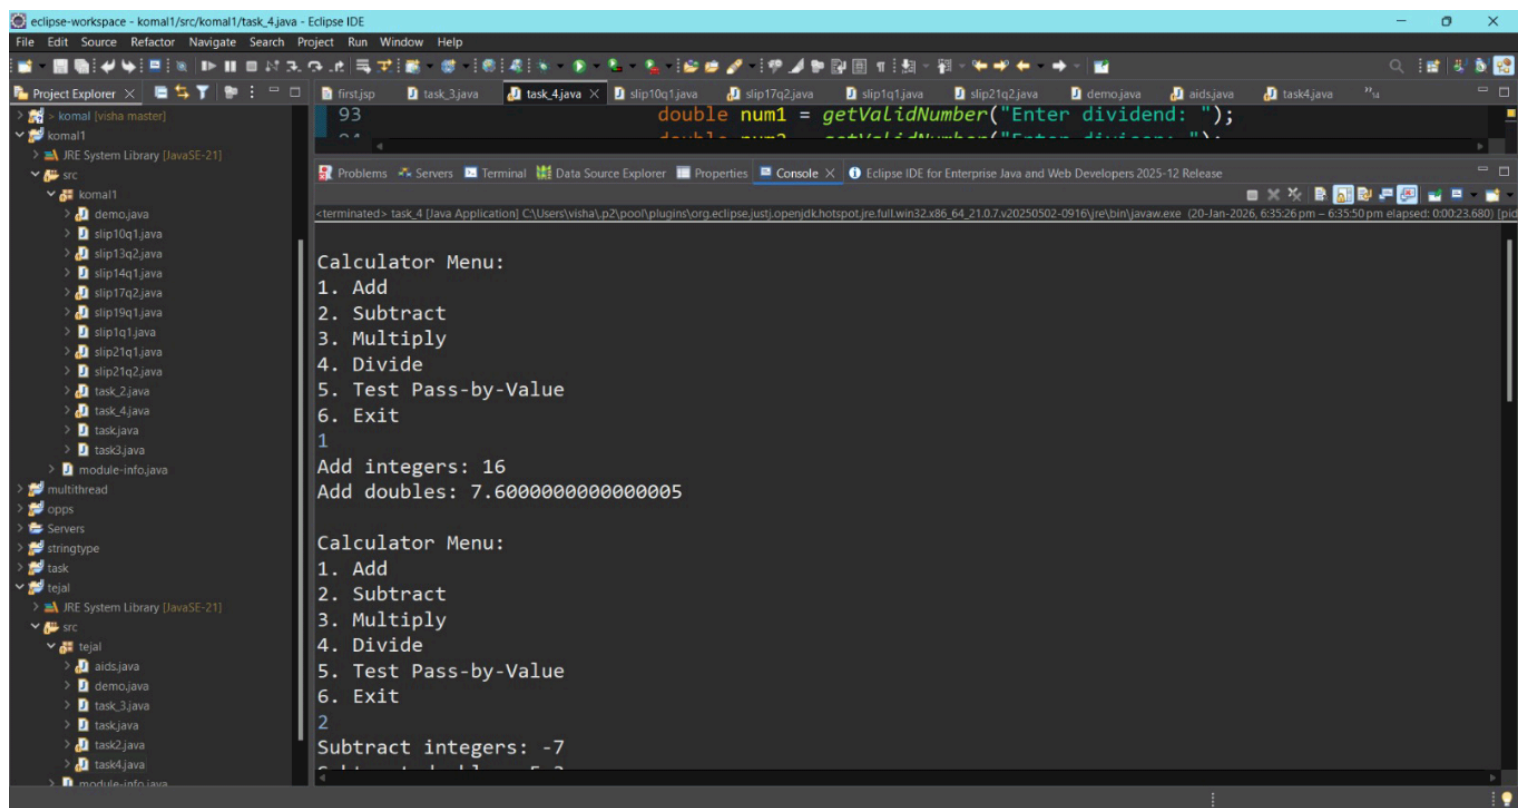 eclipse-workspace - komal1/src/komal1/task_4.java - Eclipse IDE
File Edit Source Refactor Navigate Search Project Run Window Help
Project Explorer
> komal [visha master]
komal1
JRE System Library [JavaSE-21]
src
komal1
demo.java
slip10q1.java
slip13q2.java
slip14q1.java
slip17q2.java
slip19q1.java
slip1q1.java
slip21q1.java
slip21q2.java
task_2.java
task_4.java
task.java
task3.java
module-info.java
multithread
opps
Servers
stringtype
task
tejal
JRE System Library [JavaSE-21]
src
tejal
aids.java
demo.java
task_3.java
task.java
task2.java
task4.java
module-info.java
first.jsp task_3.java task_4.java slip10q1.java slip17q2.java slip1q1.java slip21q2.java demo.java aids.java task4.java
93 double num1 = getValidNumber("Enter dividend: ");
Problems Servers Terminal Data Source Explorer Properties Console Eclipse IDE for Enterprise Java and Web Developers 2025-12 Release
<terminated> task_4 [Java Application] C:\Users\visha\.p2\pool\plugins\org.eclipse.justj.openjdk.hotspot.jre.full.win32.x86_64_21.0.7.v20250502-0916\jre\bin\javaw.exe (20-Jan-2026, 6:35:26 pm – 6:35:50 pm elapsed: 0:00:23.680) [pid
Calculator Menu:
1. Add
2. Subtract
3. Multiply
4. Divide
5. Test Pass-by-Value
6. Exit
1
Add integers: 16
Add doubles: 7.6000000000000005
Calculator Menu:
1. Add
2. Subtract
3. Multiply
4. Divide
5. Test Pass-by-Value
6. Exit
2
Subtract integers: -7